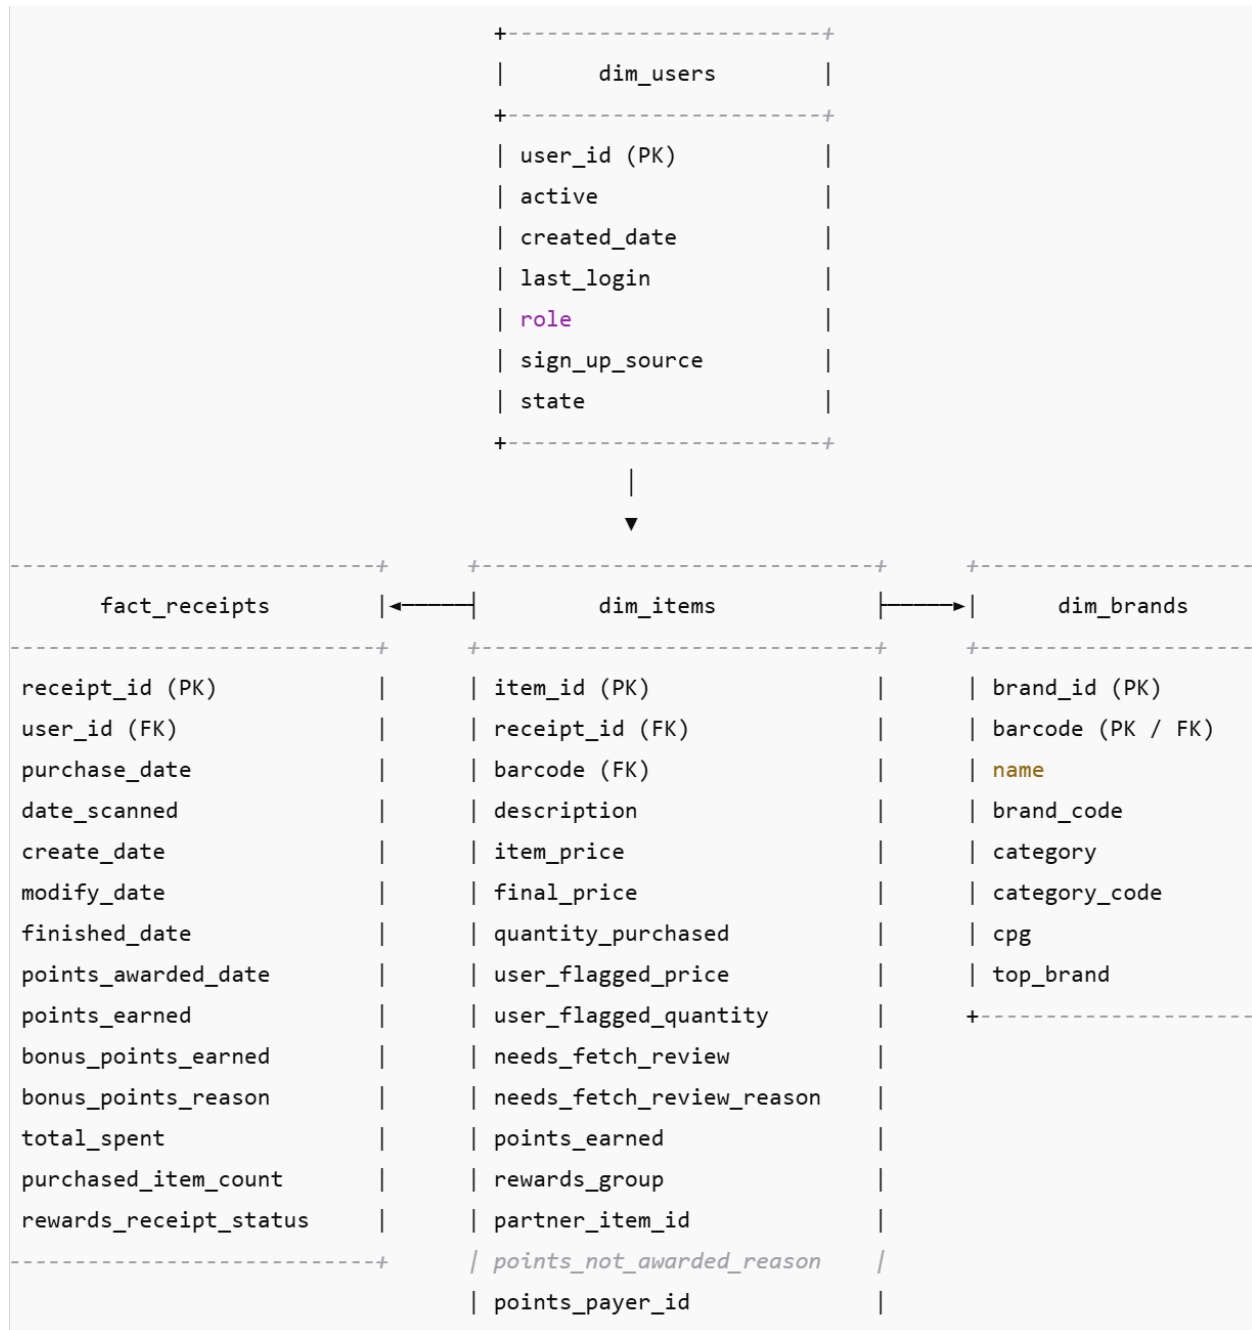 dim_users
user_id (PK)
active
created_date
last_login
role
sign_up_source
state
fact_receipts
receipt_id (PK)
user_id (FK)
purchase_date
date_scanned
create_date
modify_date
finished_date
points_awarded_date
points_earned
bonus_points_earned
bonus_points_reason
total_spent
purchased_item_count
rewards_receipt_status
dim_items
item_id (PK)
receipt_id (FK)
barcode (FK)
description
item_price
final_price
quantity_purchased
user_flagged_price
user_flagged_quantity
needs_fetch_review
needs_fetch_review_reason
points_earned
rewards_group
partner_item_id
points_not_awarded_reason
points_payer_id
dim_brands
brand_id (PK)
barcode (PK / FK)
name
brand_code
category
category_code
cpg
top_brand